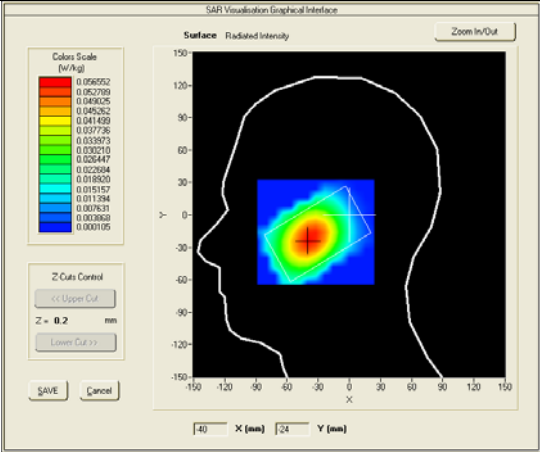 SAR Visualisation Graphical Interface
Surface Radiated Intensity
Zoom In/Out
Colors Scale
(W/kg)
0.056552
0.052789
0.049025
0.045262
0.041499
0.037736
0.033973
0.030210
0.026447
0.022684
0.018920
0.015157
0.011394
0.007631
0.003868
0.000105
Z-Cuts Control
<< Upper Cut
Z = 0.2 mm
Lower Cut >>
SAVE Cancel
150-
120-
90-
60-
30-
0-
-30-
-60-
-90-
-120-
-150-
Y
-150 -120 -90 -60 -30 0 30 60 90 120 150
X
-40 X (mm) -24 Y (mm)